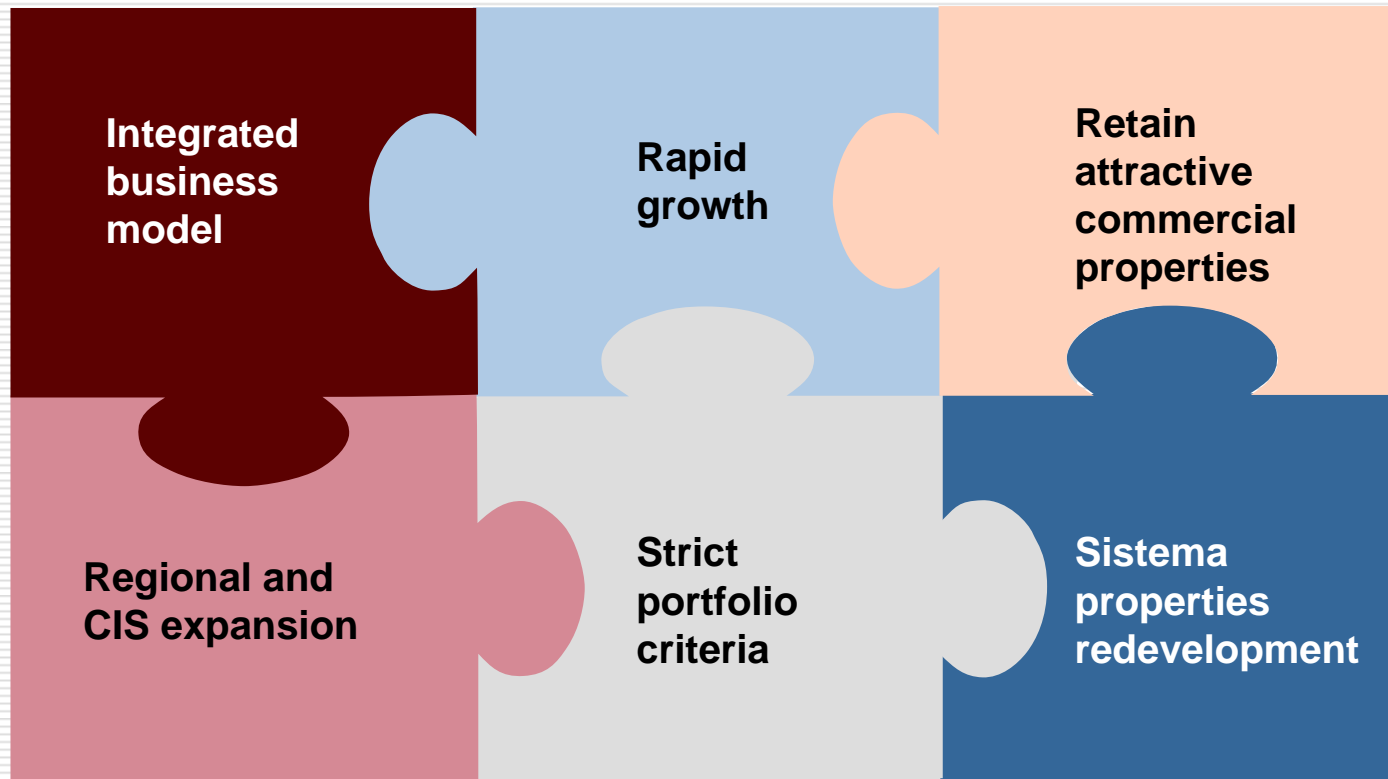 Integrated
business
model
Rapid
growth
Retain
attractive
commercial
properties
Regional and
CIS expansion
Strict
portfolio
criteria
Sistema
properties
redevelopment